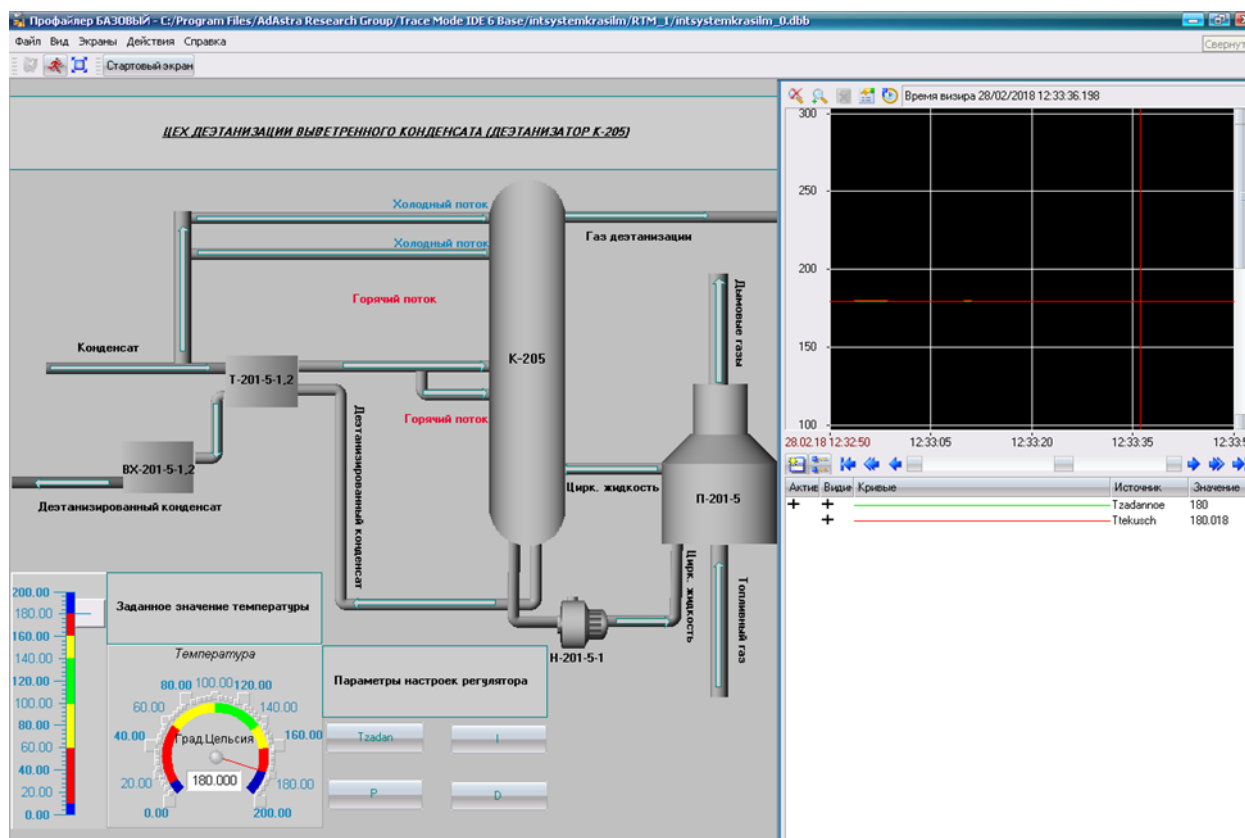 Профайлер БАЗОВЫЙ - C:/Program Files/AdAstra Research Group/Trace Mode IDE 6 Base/intsystemkrasilm/RTM_1/intsystemkrasilm_0.dbb
Файл Вид Экраны Действия Справка
Свернут
Стартовый экран
ЦЕХ ДЕЭТАНИЗАЦИИ ВЫВЕТРЕННОГО КОНДЕНСАТА (ДЕЭТАНИЗАТОР К-205)
Холодный поток
Газ деэтанизации
Холодный поток
Горячий поток
Дымовые газы
Конденсат
К-205
Т-201-5-1,2
Горячий поток
Деэтанизированный конденсат
ВХ-201-5-1,2
Цирк. жидкость
П-201-5
Деэтанизированный конденсат
Цирк. жидкость
Топливный газ
Н-201-5-1
200.00
180.00
160.00
140.00
120.00
100.00
80.00
60.00
40.00
20.00
0.00
Заданное значение температуры
Температура
80.00 100.00 120.00
60.00 140.00
40.00 Град.Цельсия 160.00
20.00 180.000 180.00
0.00 200.00
Параметры настроек регулятора
Tzadan I
P D
Время визира 28/02/2018 12:33:36.198
300
250
200
150
100
28.02.18 12:32:50 12:33:05 12:33:20 12:33:35
Кривые Источник Значение
Tzadannoe 180
Ttekusch 180.018